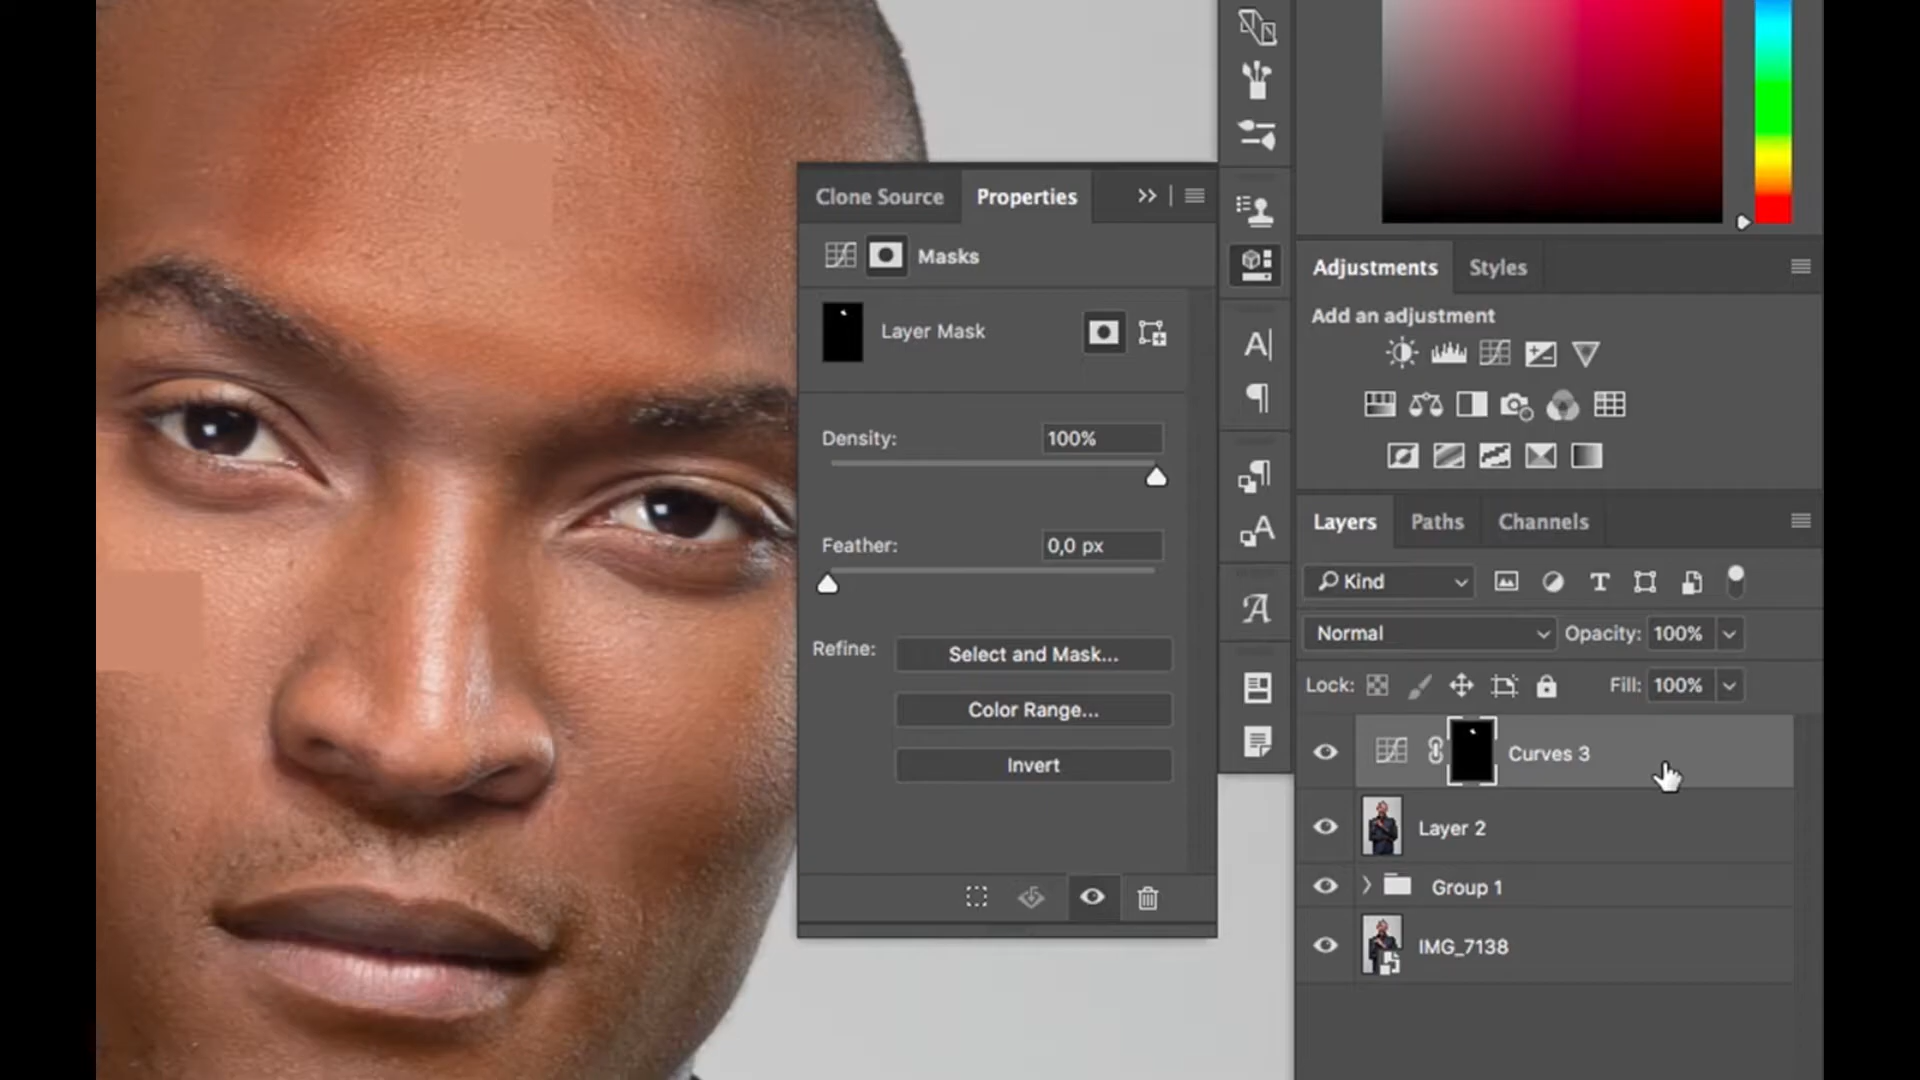 Clone Source
Properties
Masks
Layer Mask
Density:
100%
Feather:
0,0 px
Refine:
Select and Mask...
Color Range...
Invert
Adjustments
Styles
Add an adjustment
Layers
Paths
Channels
Kind
Normal
Opacity:
100%
Lock:
Fill:
100%
Curves 3
Layer 2
Group 1
IMG_7138